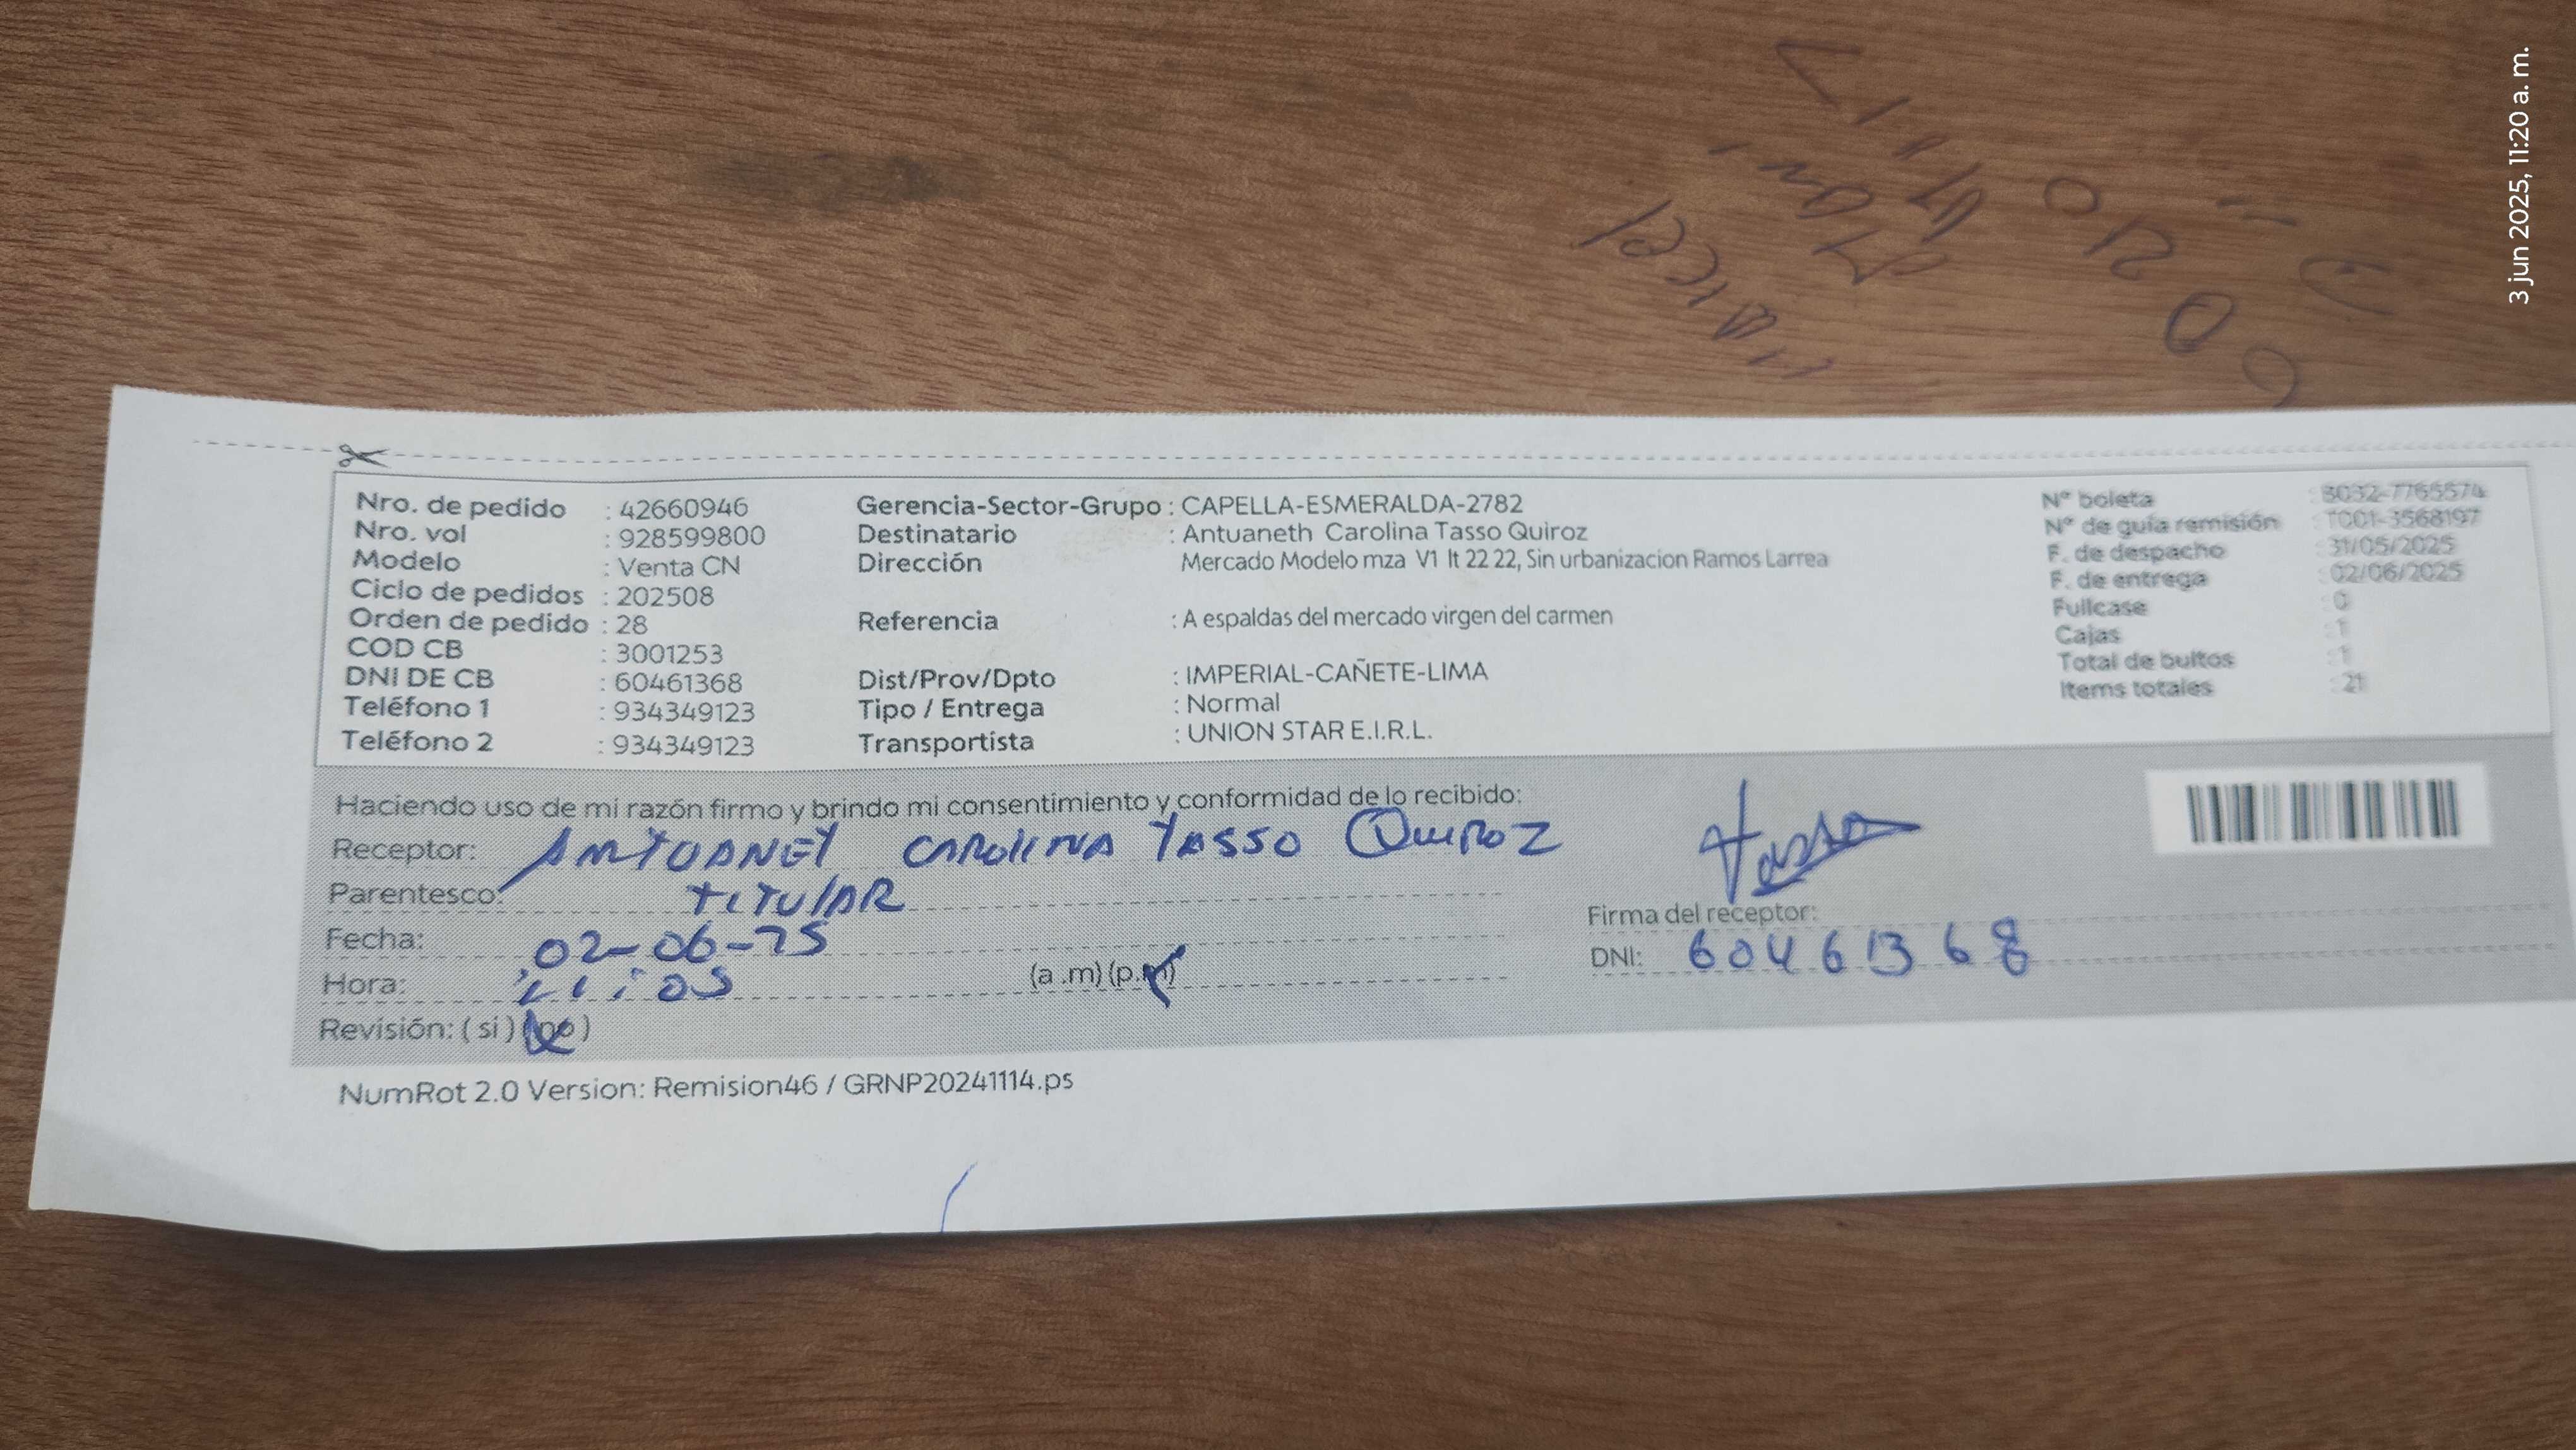 3 jun 2025, 11:20 a. m.
Nro. de pedido : 42660946
Nro. vol : 928599800
Modelo : Venta CN
Ciclo de pedidos : 202508
Orden de pedido : 28
COD CB : 3001253
DNI DE CB : 60461368
Teléfono 1 : 934349123
Teléfono 2 : 934349123
Gerencia-Sector-Grupo : CAPELLA-ESMERALDA-2782
Destinatario : Antuaneth Carolina Tasso Quiroz
Dirección Mercado Modelo mza V1 lt 22 22, Sin urbanizacion Ramos Larrea
Referencia : A espaldas del mercado virgen del carmen
Dist/Prov/Dpto : IMPERIAL-CAÑETE-LIMA
Tipo / Entrega : Normal
Transportista : UNION STAR E.I.R.L.
N° boleta : B032-7765574
N° de guía remisión : T001-3568197
F. de despacho : 31/05/2025
F. de entrega : 02/06/2025
Fullcase : 0
Cajas : 1
Total de bultos : 1
Items totales : 21
Haciendo uso de mi razón firmo y brindo mi consentimiento y conformidad de lo recibido:
Receptor: ANTUANET CAROLINA TASSO QUIROZ
Parentesco: TITULAR
Fecha: 02-06-25
Hora: (a .m) (p.m)
Revisión: ( si ) ( no )
Tasso
Firma del receptor:
DNI: 60461368
NumRot 2.0 Version: Remision46 / GRNP20241114.ps